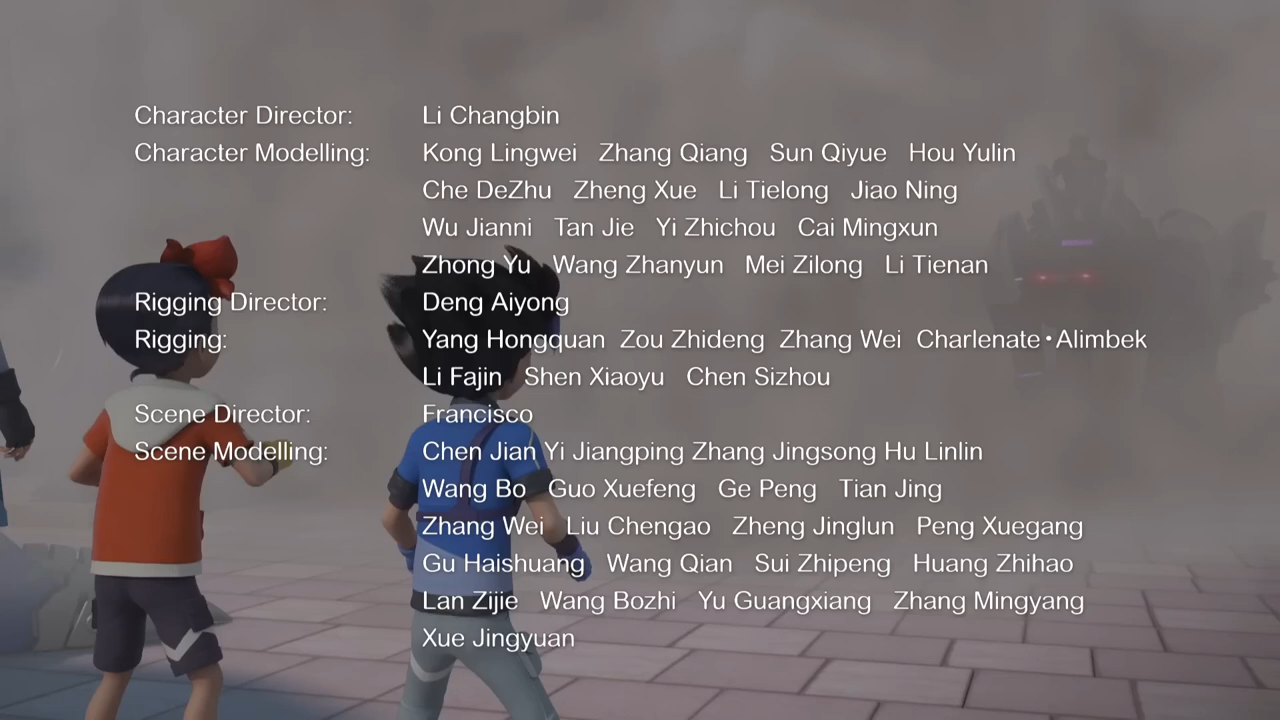 Character Director: Li Changbin
Character Modelling: Kong Lingwei Zhang Qiang Sun Qiyue Hou Yulin
Che DeZhu Zheng Xue Li Tielong Jiao Ning
Wu Jianni Tan Jie Yi Zhichou Cai Mingxun
Zhong Yu Wang Zhanyun Mei Zilong Li Tienan
Rigging Director: Deng Aiyong
Rigging: Yang Hongquan Zou Zhideng Zhang Wei Charlenate·Alimbek
Li Fajin Shen Xiaoyu Chen Sizhou
Scene Director: Francisco
Scene Modelling: Chen Jian Yi Jiangping Zhang Jingsong Hu Linlin
Wang Bo Guo Xuefeng Ge Peng Tian Jing
Zhang Wei Liu Chengao Zheng Jinglun Peng Xuegang
Gu Haishuang Wang Qian Sui Zhipeng Huang Zhihao
Lan Zijie Wang Bozhi Yu Guangxiang Zhang Mingyang
Xue Jingyuan